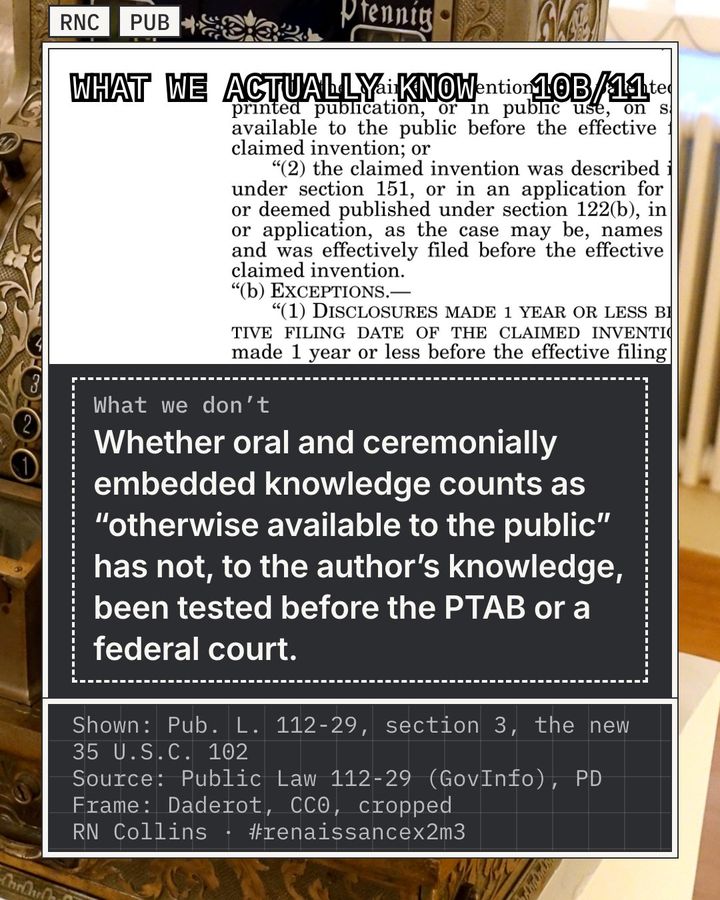 RNC PUB
Pfennig
WHAT WE ACTUALLY KNOW 10B/11
printed publication, or in public use, on
available to the public before the effective
claimed invention; or
“(2) the claimed invention was described
under section 151, or in an application for
or deemed published under section 122(b), in
or application, as the case may be, names
and was effectively filed before the effective
claimed invention.
“(b) EXCEPTIONS.—
“(1) DISCLOSURES MADE 1 YEAR OR LESS
TIVE FILING DATE OF THE CLAIMED
made 1 year or less before the effective filing
4
3
2
1
What we don’t
Whether oral and ceremonially
embedded knowledge counts as
“otherwise available to the public”
has not, to the author’s knowledge,
been tested before the PTAB or a
federal court.
Shown: Pub. L. 112-29, section 3, the new
35 U.S.C. 102
Source: Public Law 112-29 (GovInfo), PD
Frame: Daderot, CC0, cropped
RN Collins · #renaissancex2m3